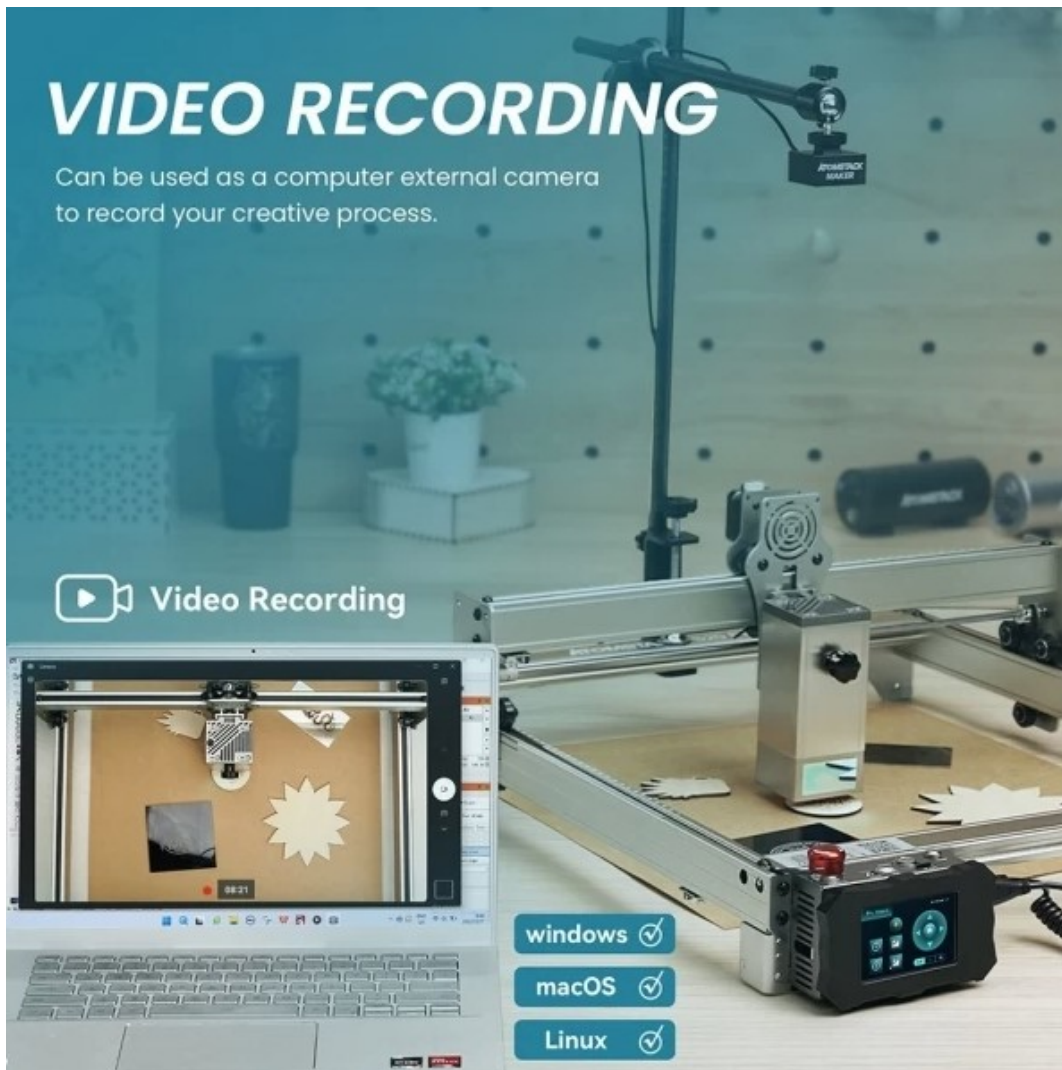 VIDEO RECORDING
Can be used as a computer external camera
to record your creative process.
ATOMSTACK
MAKER
ATOMSTACK
Video Recording
08:21
windows
macOS
Linux